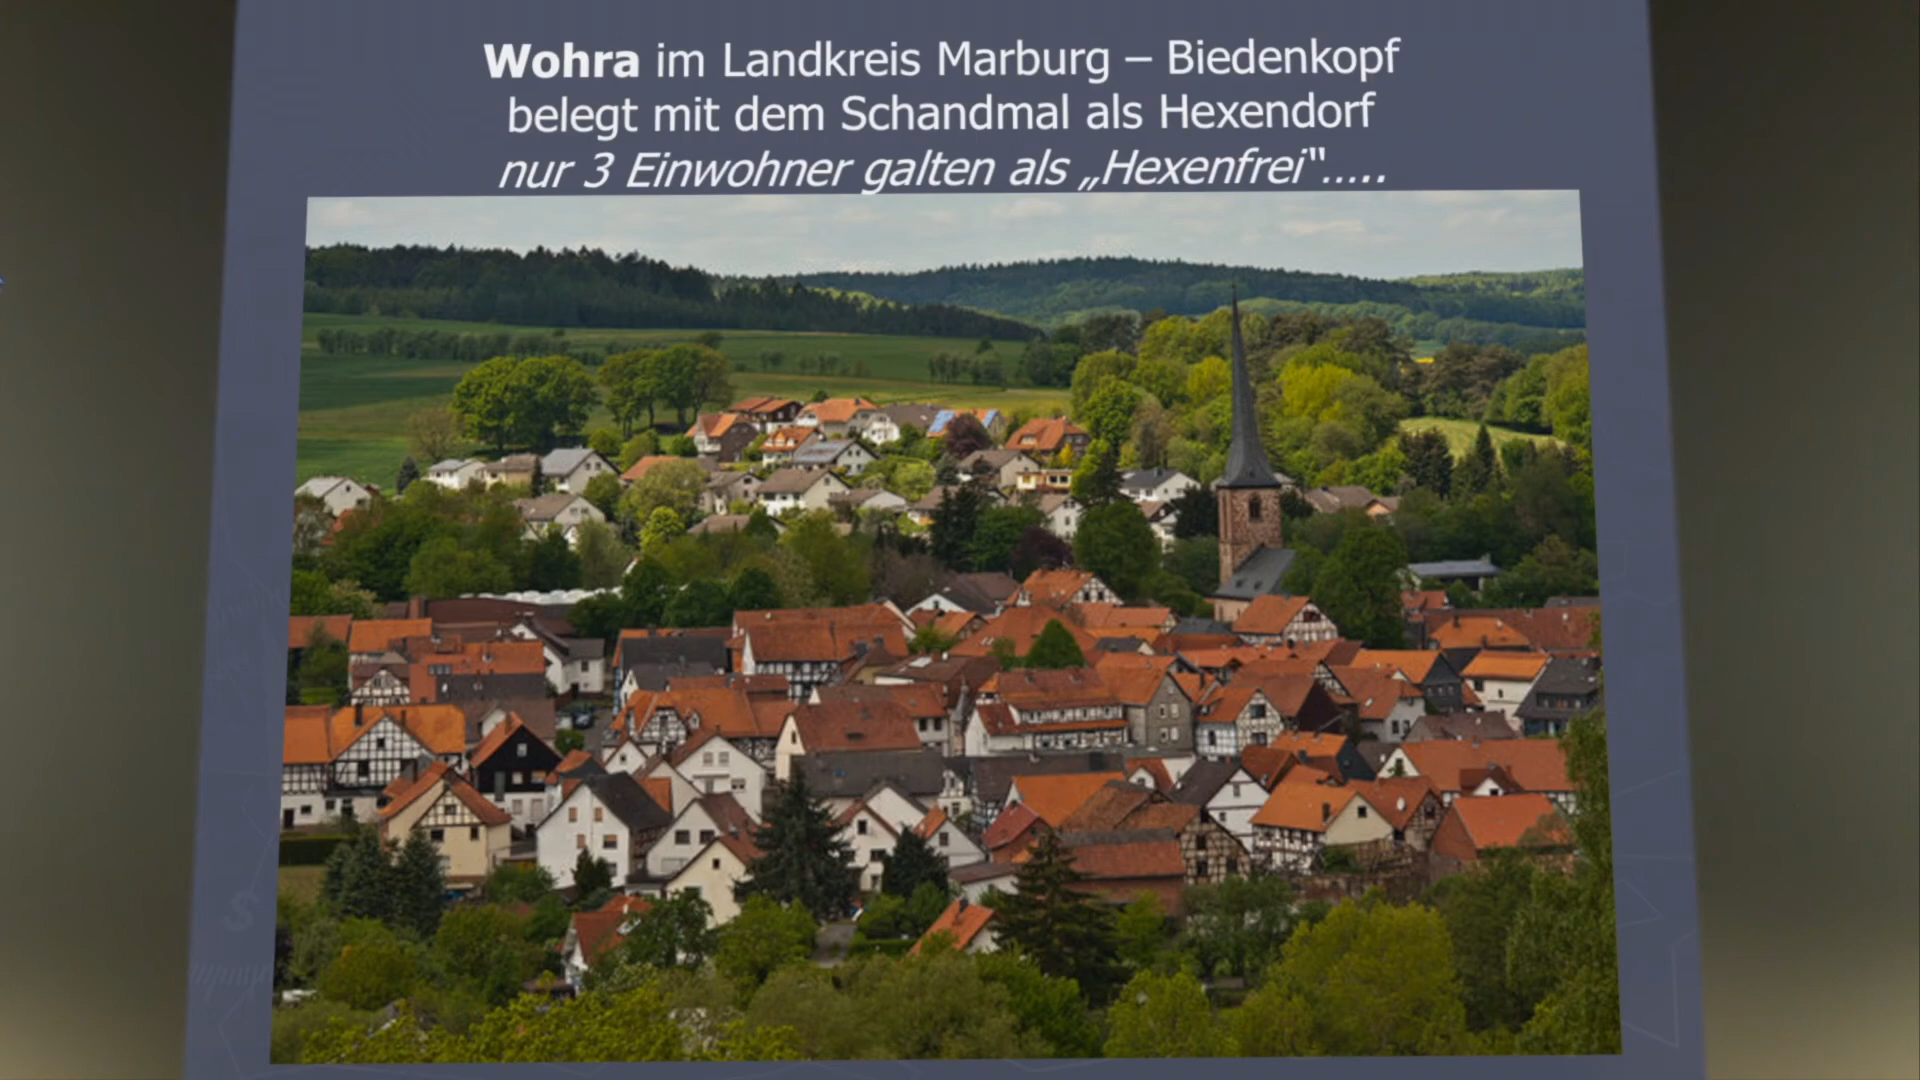 Wohra im Landkreis Marburg – Biedenkopf
belegt mit dem Schandmal als Hexendorf
nur 3 Einwohner galten als „Hexenfrei“.....